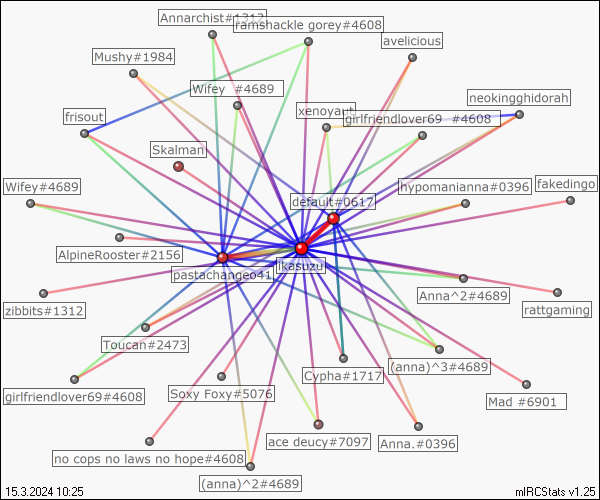 Annarchist#1312
ramshackle gorey#4608
avelicious
Mushy#1984
Wifey #4689
neokingghidorah
frisout
xenoyaut
girlfriendlover69 #4608
Skalman
Wifey#4689
default#0617
hypomanianna#0396
fakedingo
AlpineRooster#2156
pastachange041
ikasuzu
Anna^2#4689
zibbits#1312
rattgaming
Toucan#2473
(anna)^3#4689
girlfriendlover69#4608
Soxy Foxy#5076
Cypha#1717
Mad #6901
no cops no laws no hope#4608
ace deucy#7097
Anna.#0396
(anna)^2#4689
15.3.2024 10:25
mIRCStats v1.25